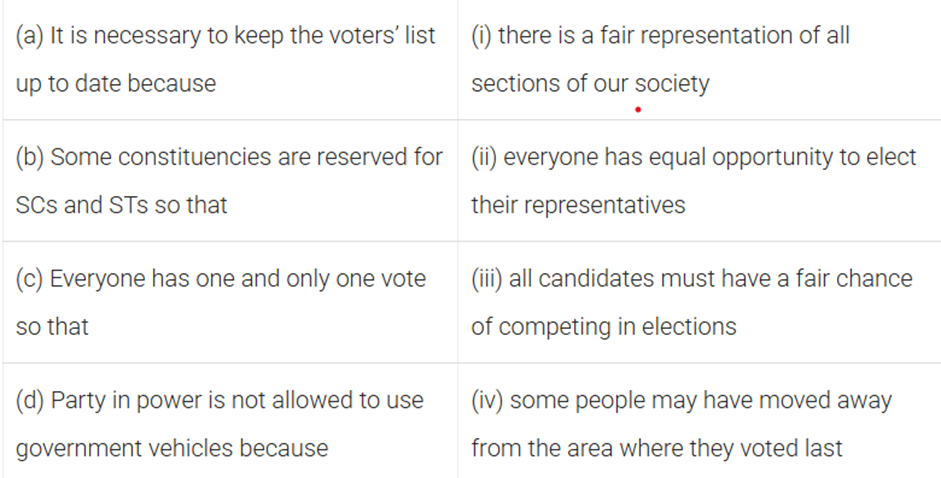 (a) It is necessary to keep the voters’ list
up to date because
(i) there is a fair representation of all
sections of our society
(b) Some constituencies are reserved for
SCs and STs so that
(ii) everyone has equal opportunity to elect
their representatives
(c) Everyone has one and only one vote
so that
(iii) all candidates must have a fair chance
of competing in elections
(d) Party in power is not allowed to use
government vehicles because
(iv) some people may have moved away
from the area where they voted last